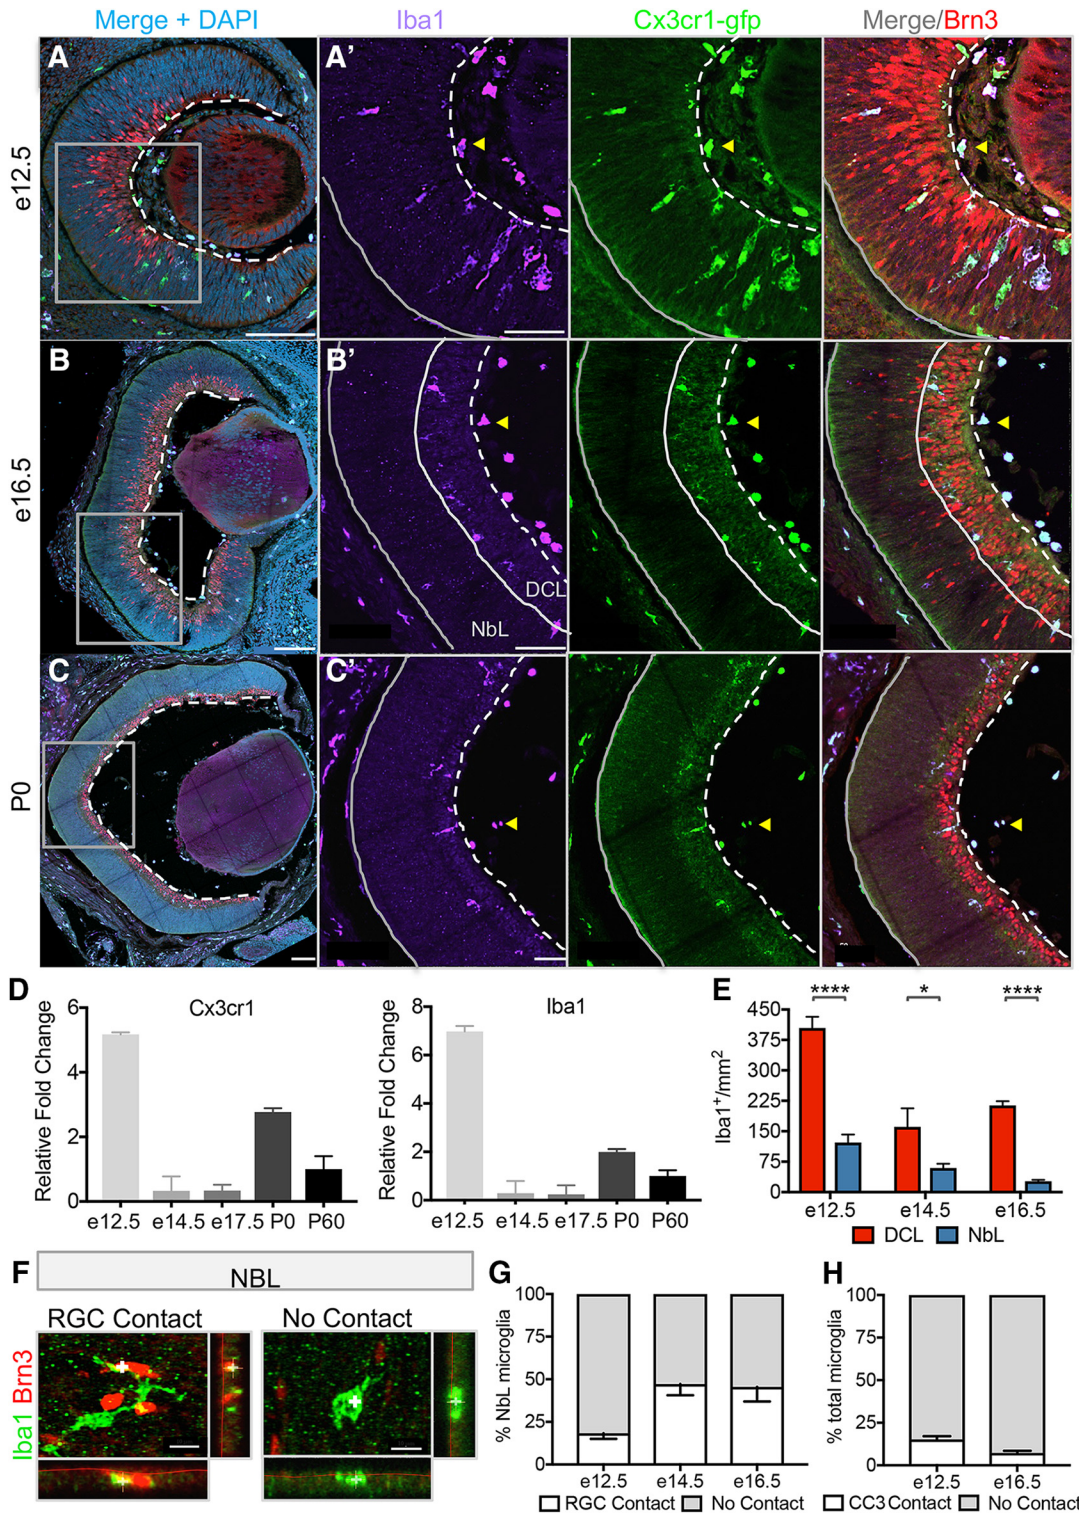 Merge + DAPI Iba1 Cx3cr1-gfp Merge/Brn3
A A'
e12.5
B B'
e16.5
DCL
NbL
C C'
P0
D
Cx3cr1
Relative Fold Change
6
4
2
0
e12.5 e14.5 e17.5 P0 P60
Iba1
Relative Fold Change
8
6
4
2
0
e12.5 e14.5 e17.5 P0 P60
E
**** * ****
Iba1+/mm2
450
375
300
225
150
75
0
e12.5 e14.5 e16.5
DCL NbL
F
NBL
RGC Contact No Contact
Iba1 Brn3
G
% NbL microglia
100
75
50
25
0
e12.5 e14.5 e16.5
RGC Contact No Contact
H
% total microglia
100
75
50
25
0
e12.5 e16.5
CC3 Contact No Contact